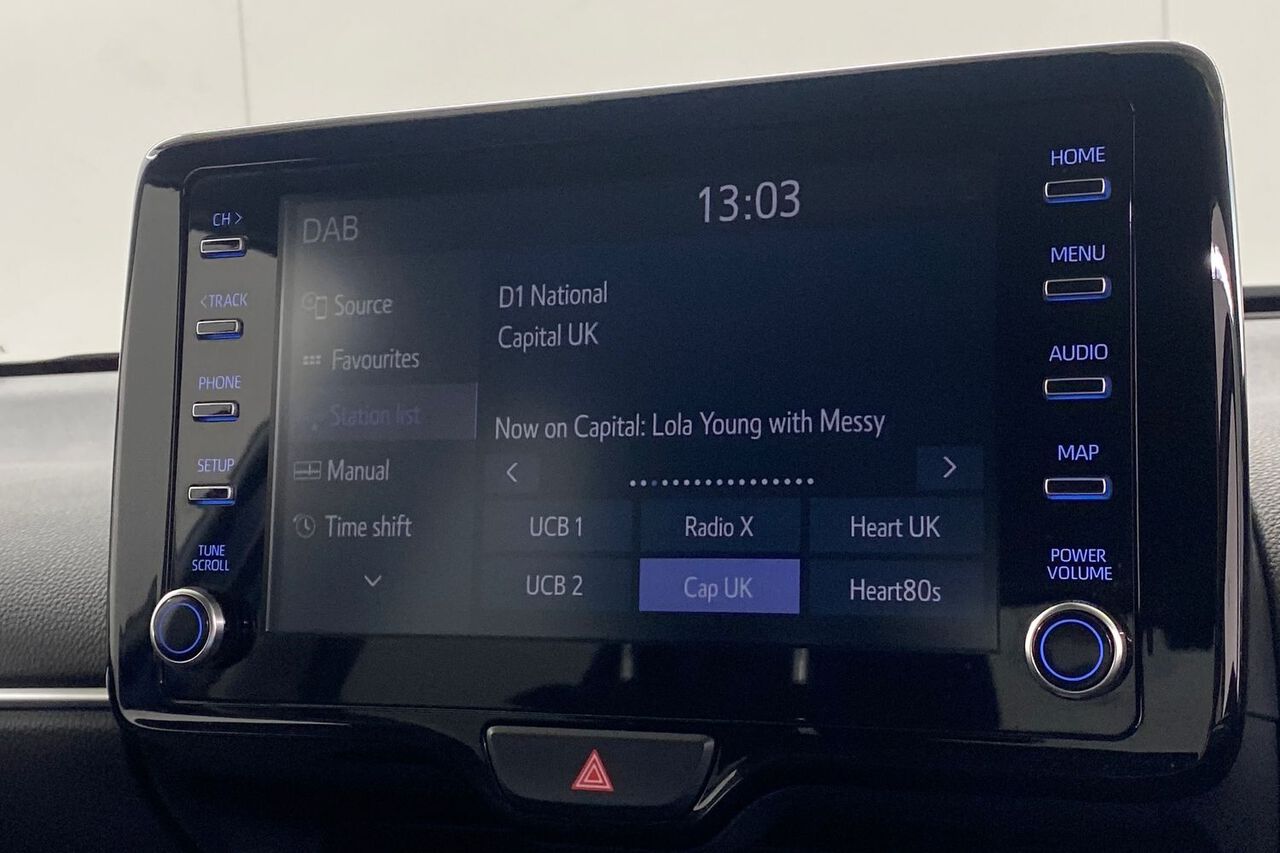 CH >
<TRACK
PHONE
SETUP
TUNE
SCROLL
DAB
13:03
Source
Favourites
Station list
Manual
Time shift
D1 National
Capital UK
Now on Capital: Lola Young with Messy
UCB 1
Radio X
Heart UK
UCB 2
Cap UK
Heart80s
HOME
MENU
AUDIO
MAP
POWER
VOLUME